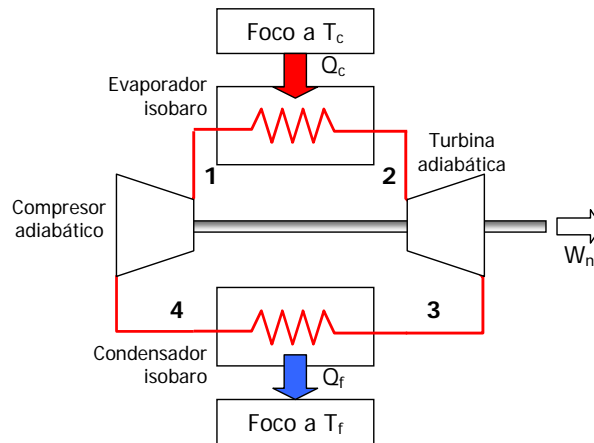 Foco a Tc
Qc
Evaporador
isobaro
Turbina
adiabática
1
2
Compresor
adiabático
Wn
4
3
Condensador
isobaro
Qf
Foco a Tf